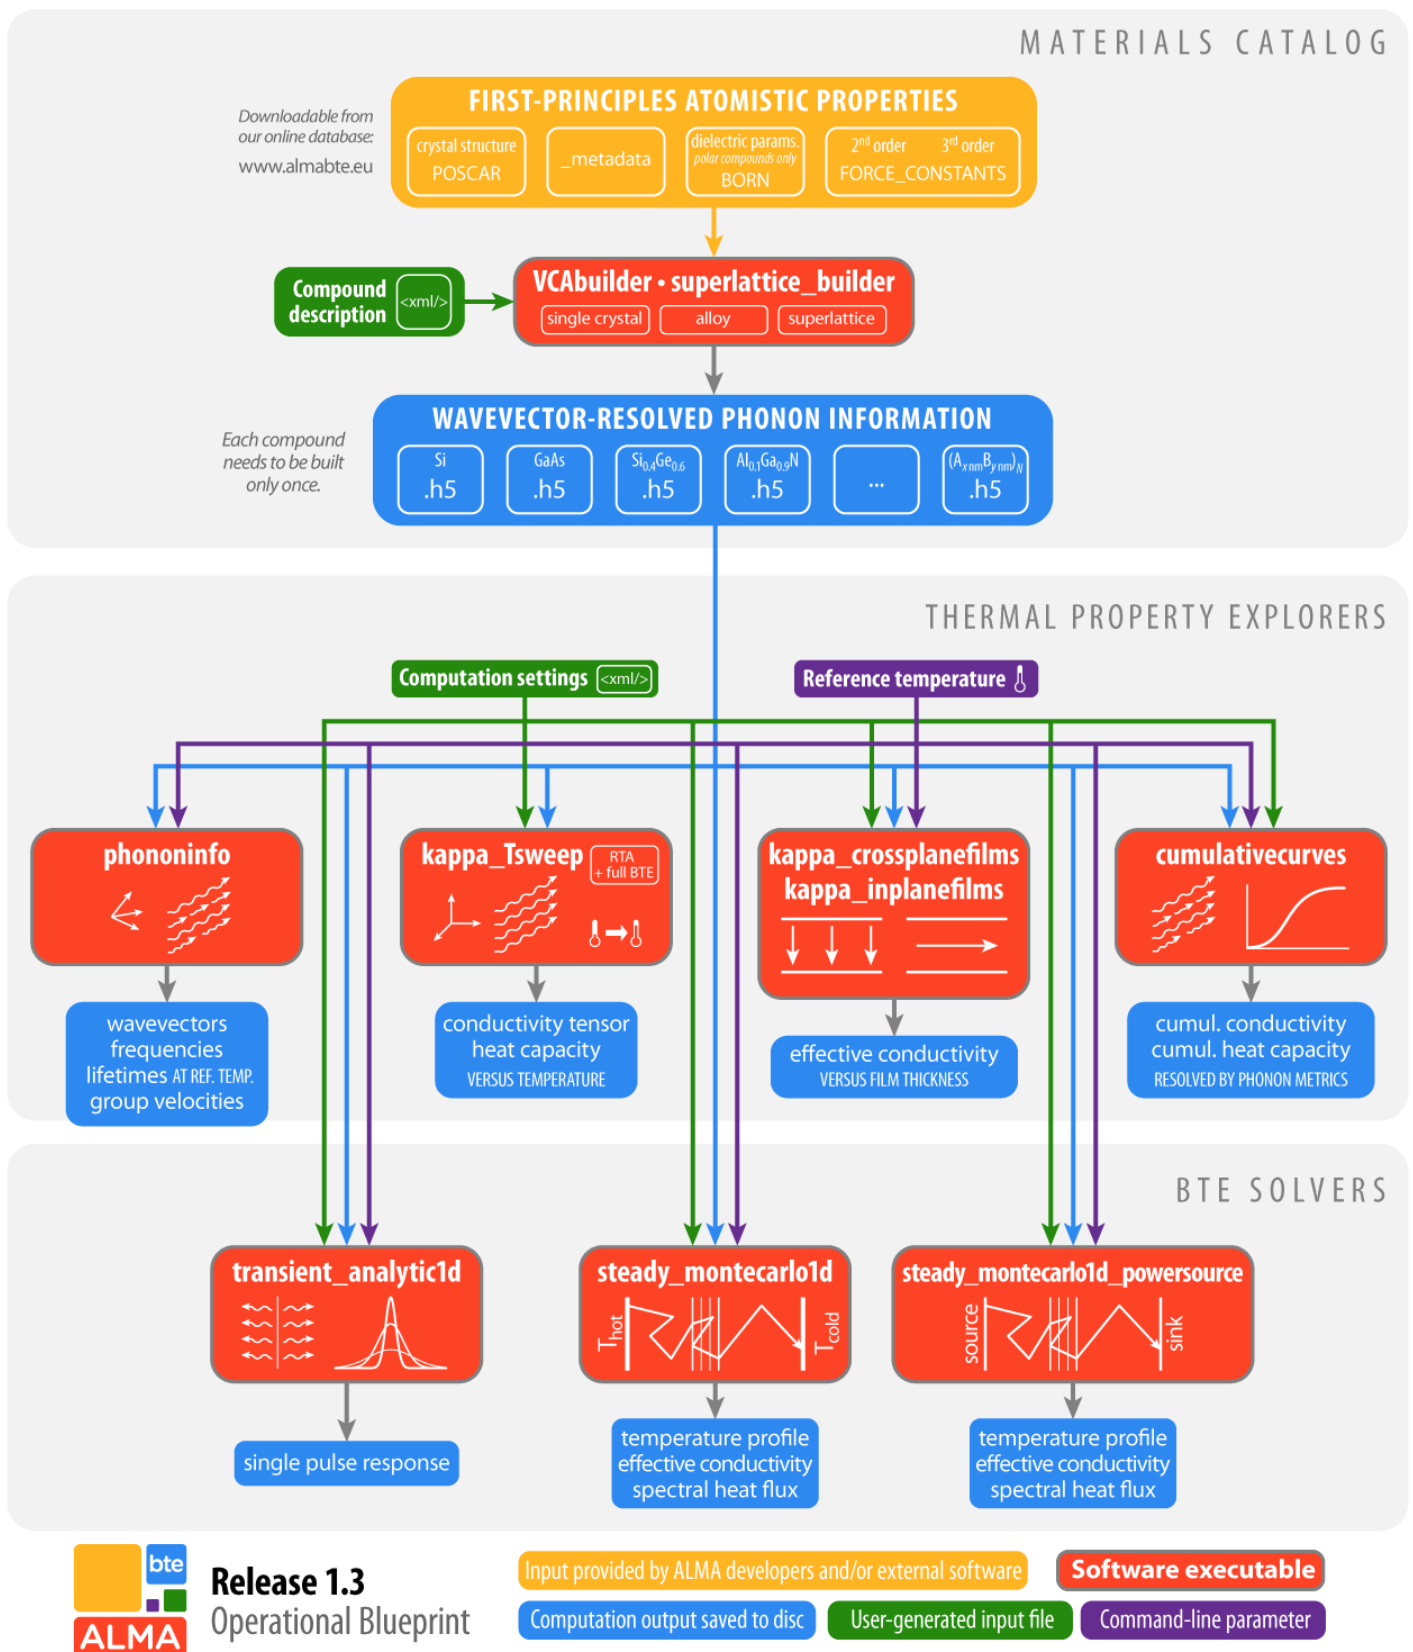 MATERIALS CATALOG
FIRST-PRINCIPLES ATOMISTIC PROPERTIES
Downloadable from
our online database:
www.almabte.eu
crystal structure
POSCAR
_metadata
dielectric params.
polar compounds only
BORN
2nd order 3rd order
FORCE_CONSTANTS
Compound
description
<xml/>
VCAbuilder • superlattice_builder
single crystal
alloy
superlattice
WAVEVECTOR-RESOLVED PHONON INFORMATION
Each compound
needs to be built
only once.
Si
.h5
GaAs
.h5
Si0.4Ge0.6
.h5
Al0.1Ga0.9N
.h5
...
(Ax nmBy nm)N
.h5
THERMAL PROPERTY EXPLORERS
Computation settings <xml/>
Reference temperature
phononinfo
kappa_Tsweep
RTA
+ full BTE
kappa_crossplanefilms
kappa_inplanefilms
cumulativecurves
wavevectors
frequencies
lifetimes AT REF. TEMP.
group velocities
conductivity tensor
heat capacity
VERSUS TEMPERATURE
effective conductivity
VERSUS FILM THICKNESS
cumul. conductivity
cumul. heat capacity
RESOLVED BY PHONON METRICS
BTE SOLVERS
transient_analytic1d
steady_montecarlo1d
Thot
Tcold
steady_montecarlo1d_powersource
source
sink
single pulse response
temperature profile
effective conductivity
spectral heat flux
temperature profile
effective conductivity
spectral heat flux
bte
ALMA
Release 1.3
Operational Blueprint
Input provided by ALMA developers and/or external software
Software executable
Computation output saved to disc
User-generated input file
Command-line parameter